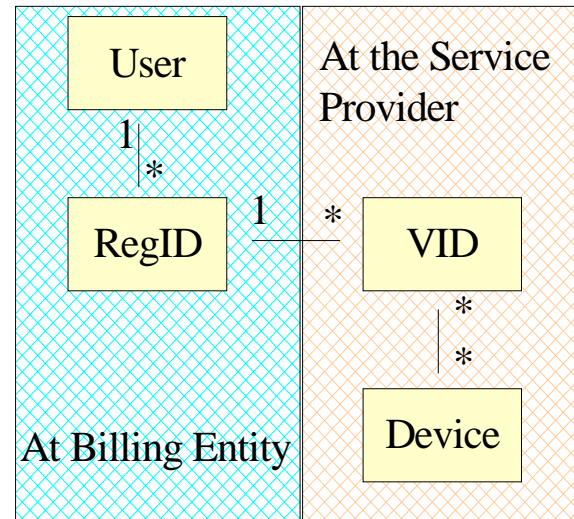 User
At the Service
Provider
1
*
RegID
1
*
VID
*
*
Device
At Billing Entity